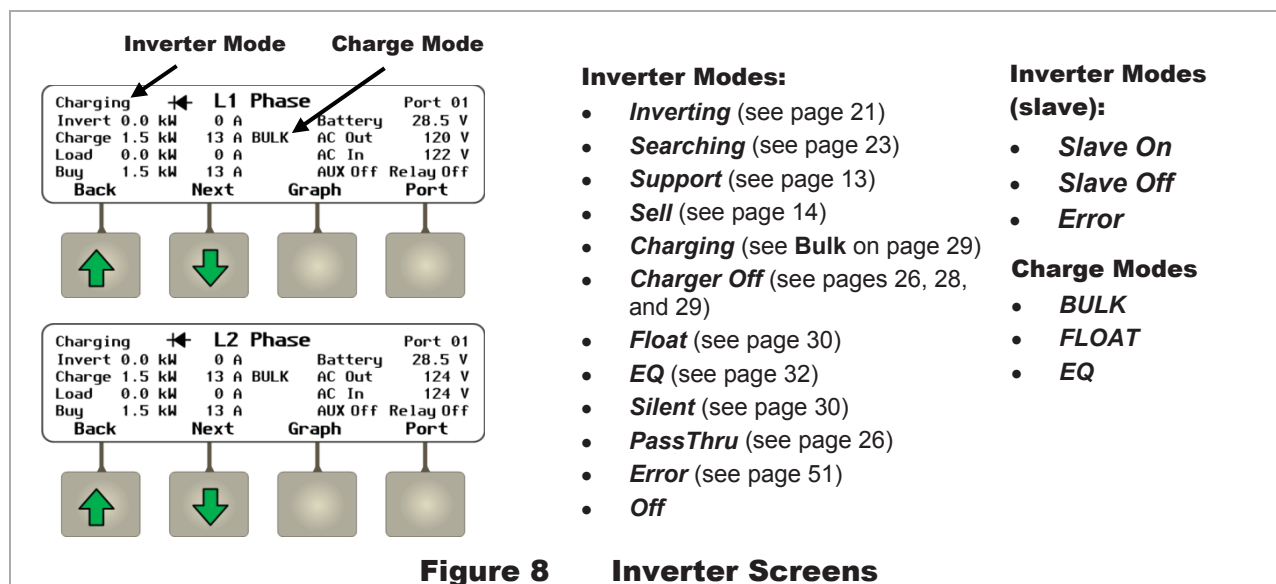 Inverter Mode Charge Mode
Charging L1 Phase Port 01
Invert 0.0 kW 0 A Battery 28.5 V
Charge 1.5 kW 13 A BULK AC Out 120 V
Load 0.0 kW 0 A AC In 122 V
Buy 1.5 kW 13 A AUX Off Relay Off
Back Next Graph Port
Charging L2 Phase Port 01
Invert 0.0 kW 0 A Battery 28.5 V
Charge 1.5 kW 13 A BULK AC Out 124 V
Load 0.0 kW 0 A AC In 124 V
Buy 1.5 kW 13 A AUX Off Relay Off
Back Next Graph Port
Inverter Modes:
• Inverting (see page 21)
• Searching (see page 23)
• Support (see page 13)
• Sell (see page 14)
• Charging (see Bulk on page 29)
• Charger Off (see pages 26, 28,
and 29)
• Float (see page 30)
• EQ (see page 32)
• Silent (see page 30)
• PassThru (see page 26)
• Error (see page 51)
• Off
Inverter Modes
(slave):
• Slave On
• Slave Off
• Error
Charge Modes
• BULK
• FLOAT
• EQ
Figure 8 Inverter Screens